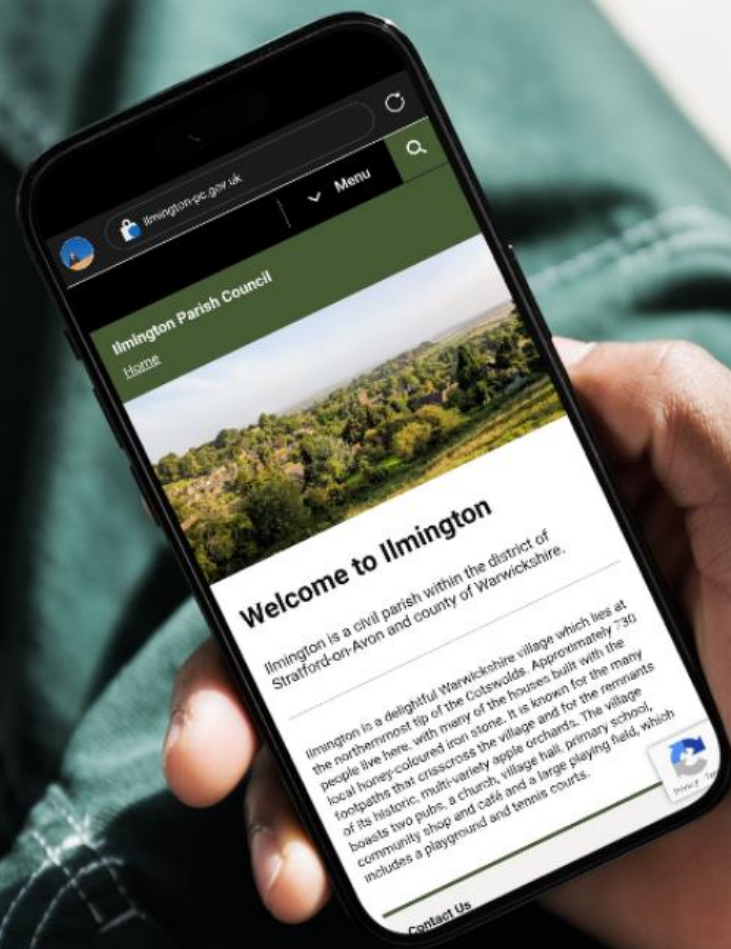 ilmington-pc.gov.uk
Menu
Ilmington Parish Council
Home
Welcome to Ilmington
Ilmington is a civil parish within the district of
Stratford-on-Avon and county of Warwickshire.
Ilmington is a delightful Warwickshire village which lies at
the northernmost tip of the Cotswolds. Approximately 730
people live here, with many of the houses built with the
local honey-coloured iron stone. It is known for the many
footpaths that crisscross the village and for the remnants
of its historic, multi-variety apple orchards. The village
boasts two pubs, a church, village hall, primary school,
community shop and café and a large playing field, which
includes a playground and tennis courts.
Privacy
Contact Us